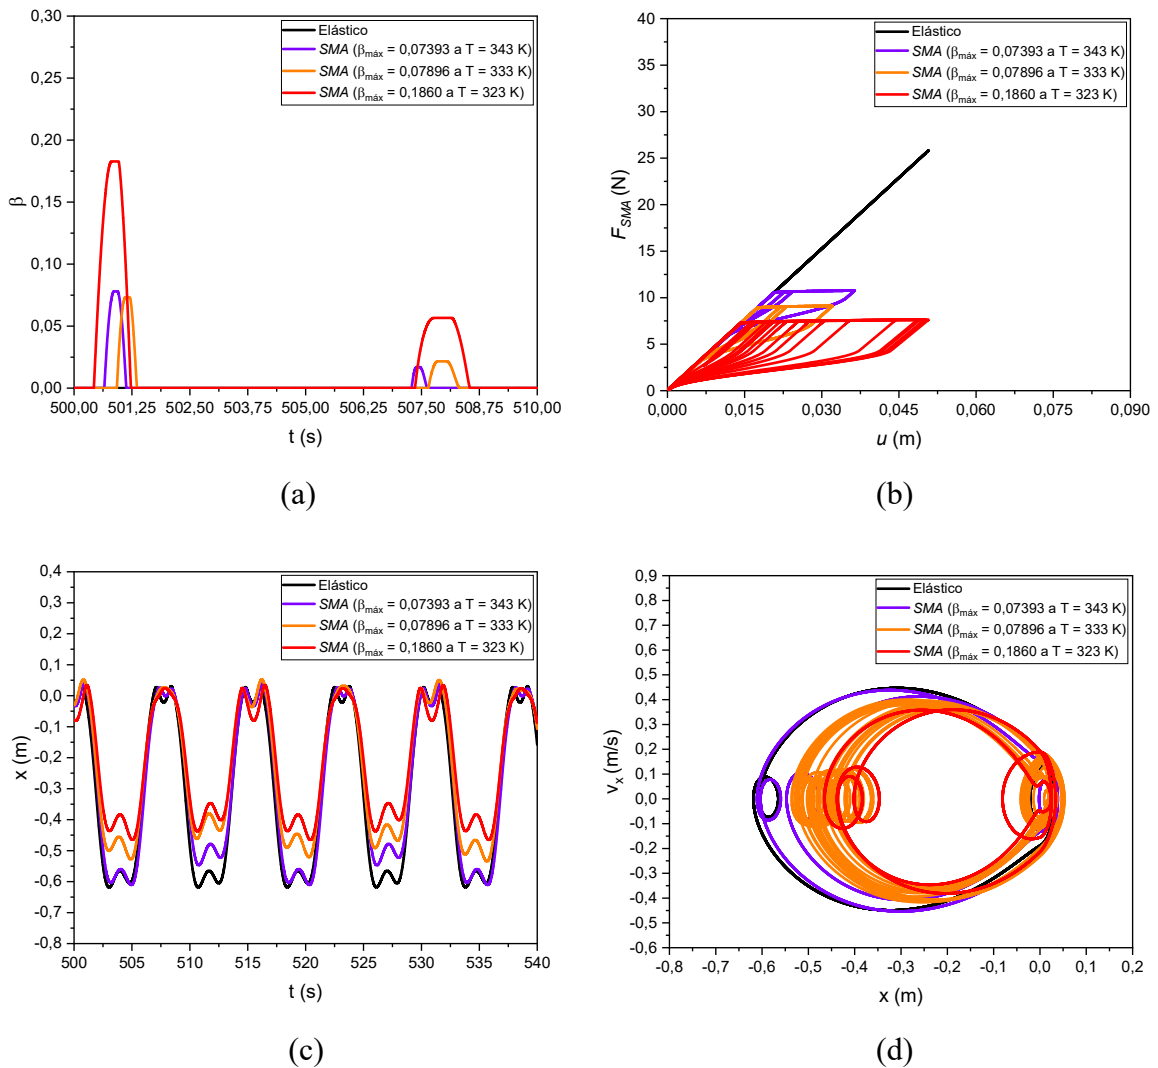 0,30
0,25
0,20
0,15
0,10
0,05
0,00
β
500,00 501,25 502,50 503,75 505,00 506,25 507,50 508,75 510,00
t (s)
Elástico
SMA (βmáx = 0,07393 a T = 343 K)
SMA (βmáx = 0,07896 a T = 333 K)
SMA (βmáx = 0,1860 a T = 323 K)
(a)
40
35
30
25
20
15
10
5
0
FSMA (N)
0,000 0,015 0,030 0,045 0,060 0,075 0,090
u (m)
Elástico
SMA (βmáx = 0,07393 a T = 343 K)
SMA (βmáx = 0,07896 a T = 333 K)
SMA (βmáx = 0,1860 a T = 323 K)
(b)
0,4
0,3
0,2
0,1
0,0
-0,1
-0,2
-0,3
-0,4
-0,5
-0,6
-0,7
-0,8
x (m)
500 505 510 515 520 525 530 535 540
t (s)
Elástico
SMA (βmáx = 0,07393 a T = 343 K)
SMA (βmáx = 0,07896 a T = 333 K)
SMA (βmáx = 0,1860 a T = 323 K)
(c)
0,9
0,8
0,7
0,6
0,5
0,4
0,3
0,2
0,1
0,0
-0,1
-0,2
-0,3
-0,4
-0,5
-0,6
vx (m/s)
-0,8 -0,7 -0,6 -0,5 -0,4 -0,3 -0,2 -0,1 0,0 0,1 0,2
x (m)
Elástico
SMA (βmáx = 0,07393 a T = 343 K)
SMA (βmáx = 0,07896 a T = 333 K)
SMA (βmáx = 0,1860 a T = 323 K)
(d)